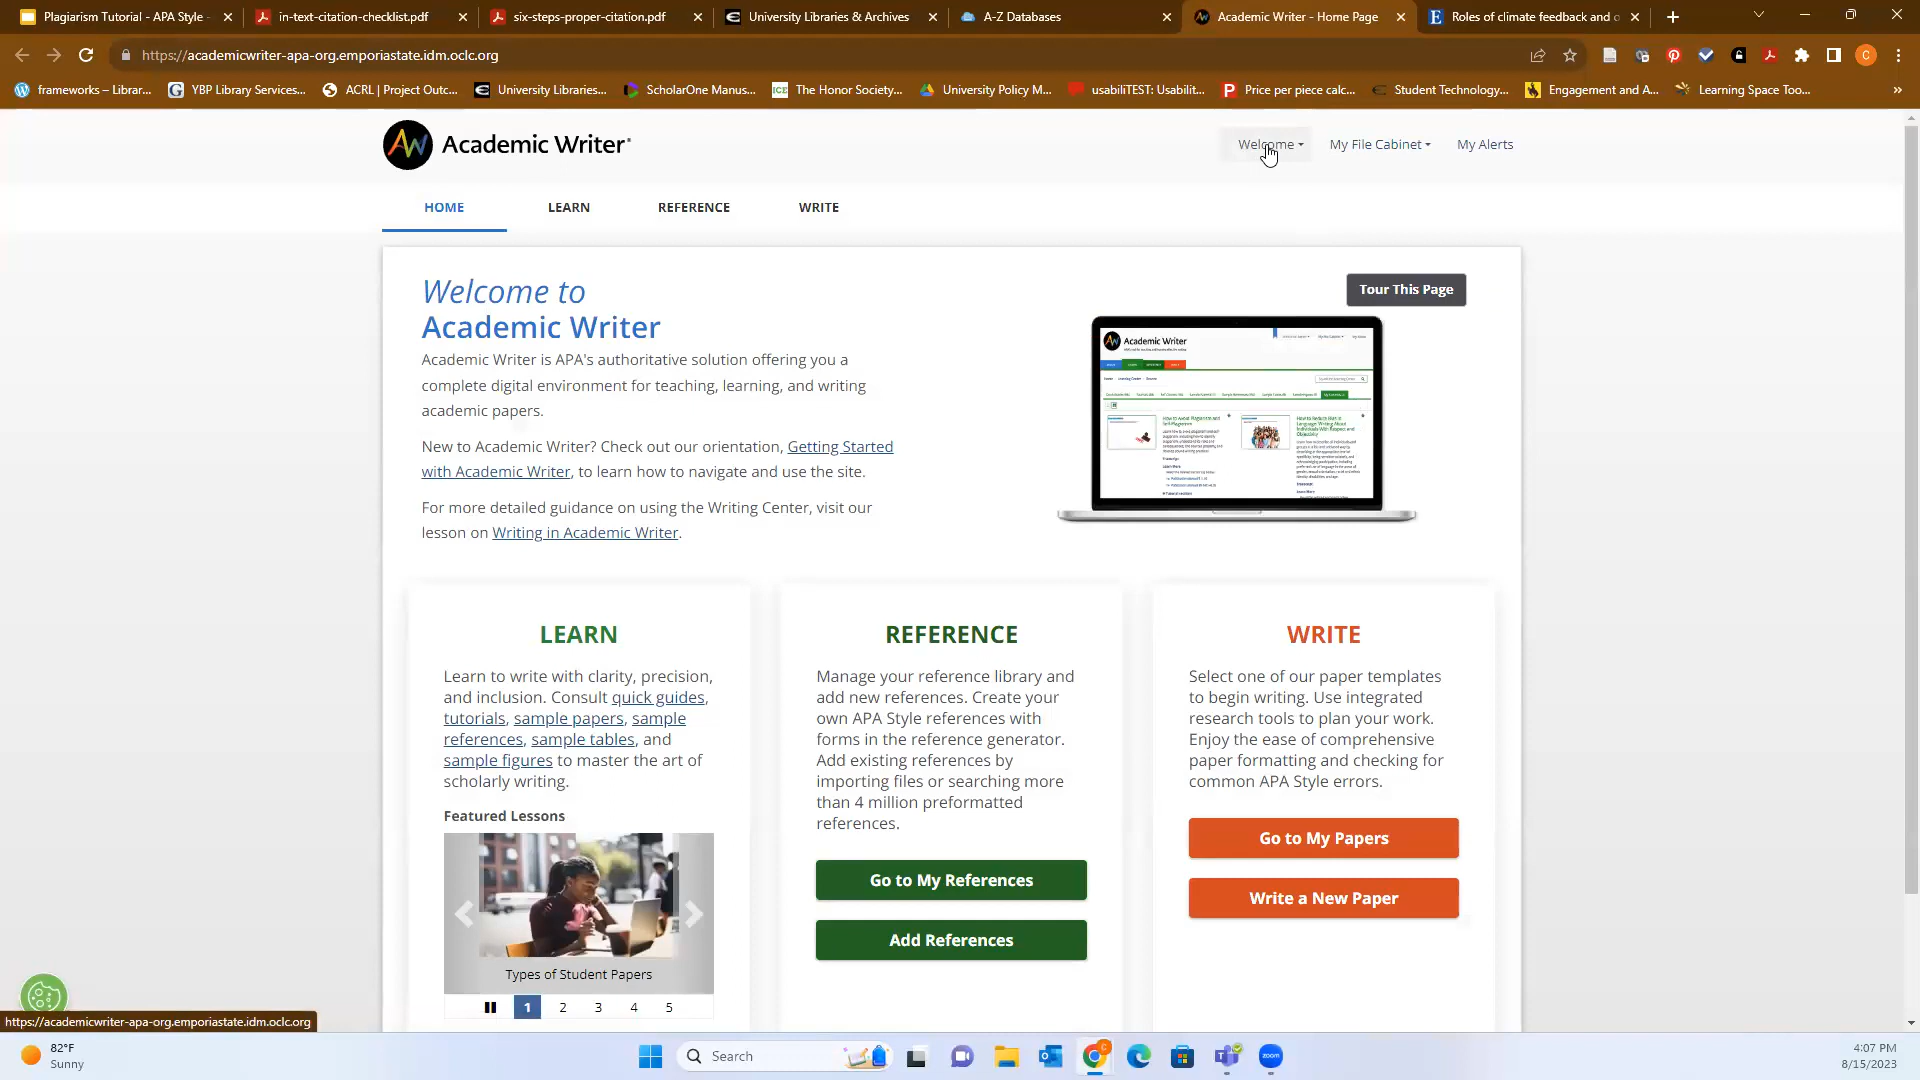 Plagiarism Tutorial - APA Style -
in-text-citation-checklist.pdf
six-steps-proper-citation.pdf
University Libraries & Archives
A-Z Databases
Academic Writer - Home Page
Roles of climate feedback and o
https://academicwriter-apa-org.emporiastate.idm.oclc.org
frameworks – Librar...
YBP Library Services...
ACRL | Project Outc...
University Libraries...
ScholarOne Manus...
The Honor Society...
University Policy M...
usabiliTEST: Usabilit...
Price per piece calc...
Student Technology...
Engagement and A...
Learning Space Too...
Academic Writer®
Welcome
My File Cabinet
My Alerts
HOME
LEARN
REFERENCE
WRITE
Welcome to
Academic Writer
Tour This Page
Academic Writer is APA's authoritative solution offering you a
complete digital environment for teaching, learning, and writing
academic papers.
New to Academic Writer? Check out our orientation, Getting Started
with Academic Writer, to learn how to navigate and use the site.
For more detailed guidance on using the Writing Center, visit our
lesson on Writing in Academic Writer.
Academic Writer
LEARN
Learn to write with clarity, precision,
and inclusion. Consult quick guides,
tutorials, sample papers, sample
references, sample tables, and
sample figures to master the art of
scholarly writing.
Featured Lessons
Types of Student Papers
1 2 3 4 5
REFERENCE
Manage your reference library and
add new references. Create your
own APA Style references with
forms in the reference generator.
Add existing references by
importing files or searching more
than 4 million preformatted
references.
Go to My References
Add References
WRITE
Select one of our paper templates
to begin writing. Use integrated
research tools to plan your work.
Enjoy the ease of comprehensive
paper formatting and checking for
common APA Style errors.
Go to My Papers
Write a New Paper
https://academicwriter-apa-org.emporiastate.idm.oclc.org
82°F
Sunny
Search
zoom
4:07 PM
8/15/2023